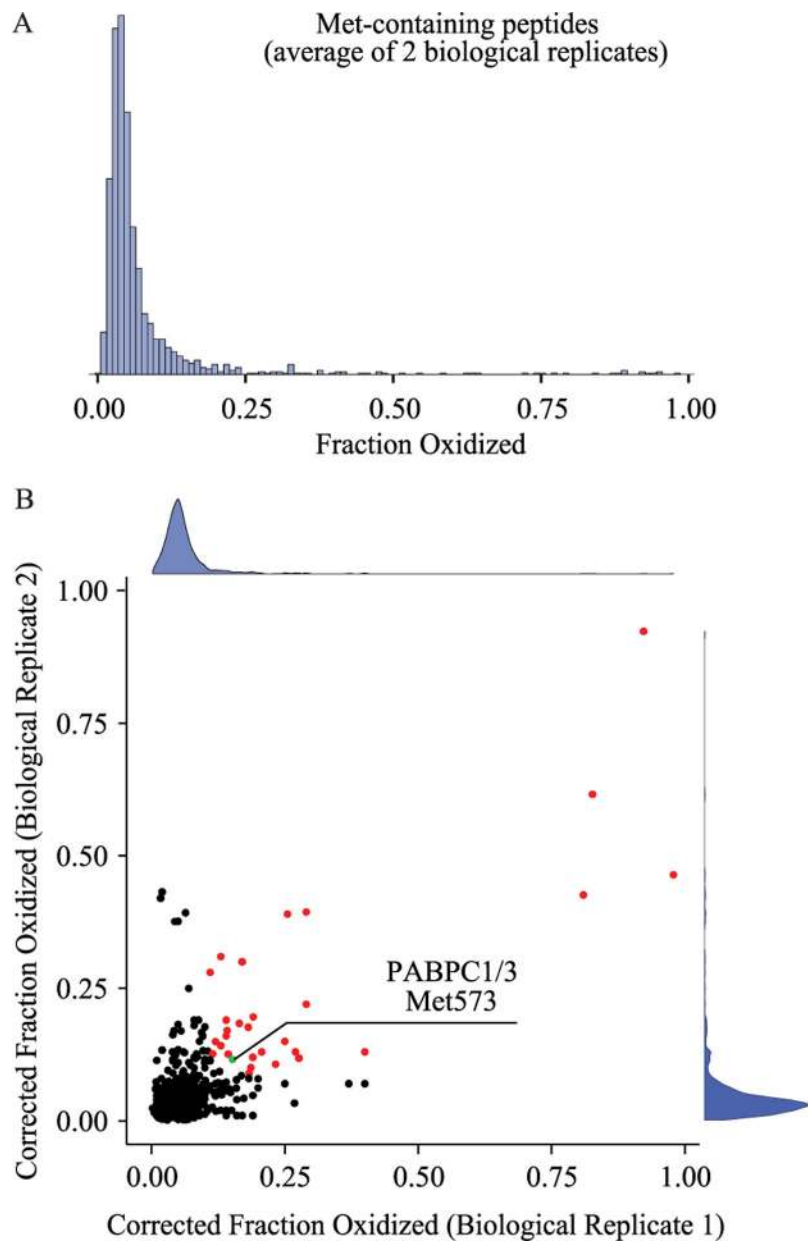 A
Met-containing peptides
(average of 2 biological replicates)
0.00 0.25 0.50 0.75 1.00
Fraction Oxidized
B
Corrected Fraction Oxidized (Biological Replicate 2)
1.00
0.75
0.50
0.25
0.00
PABPC1/3
Met573
0.00 0.25 0.50 0.75 1.00
Corrected Fraction Oxidized (Biological Replicate 1)